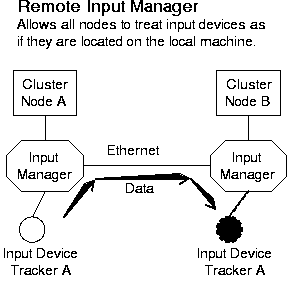 Remote Input Manager
Allows all nodes to treat input devices as
if they are located on the local machine.
Cluster
Node A
Cluster
Node B
Input
Manager
Ethernet
Data
Input
Manager
Input Device
Tracker A
Input Device
Tracker A